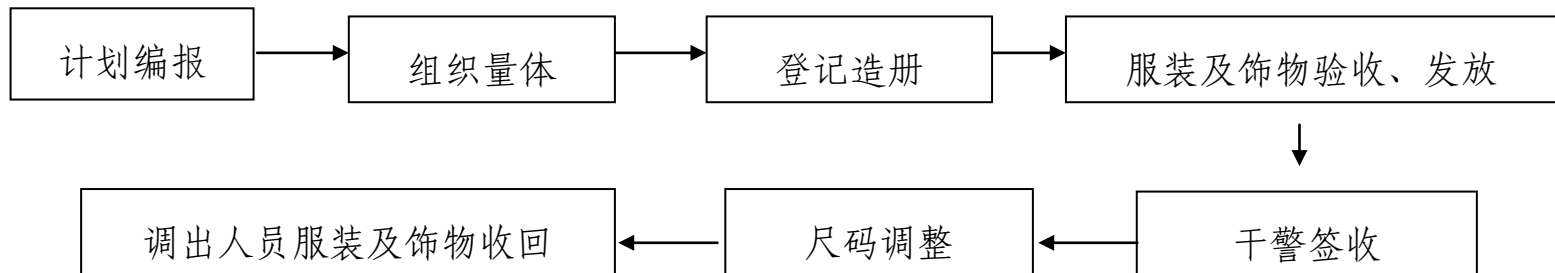 计划编报
组织量体
登记造册
服装及饰物验收、发放
干警签收
尺码调整
调出人员服装及饰物收回